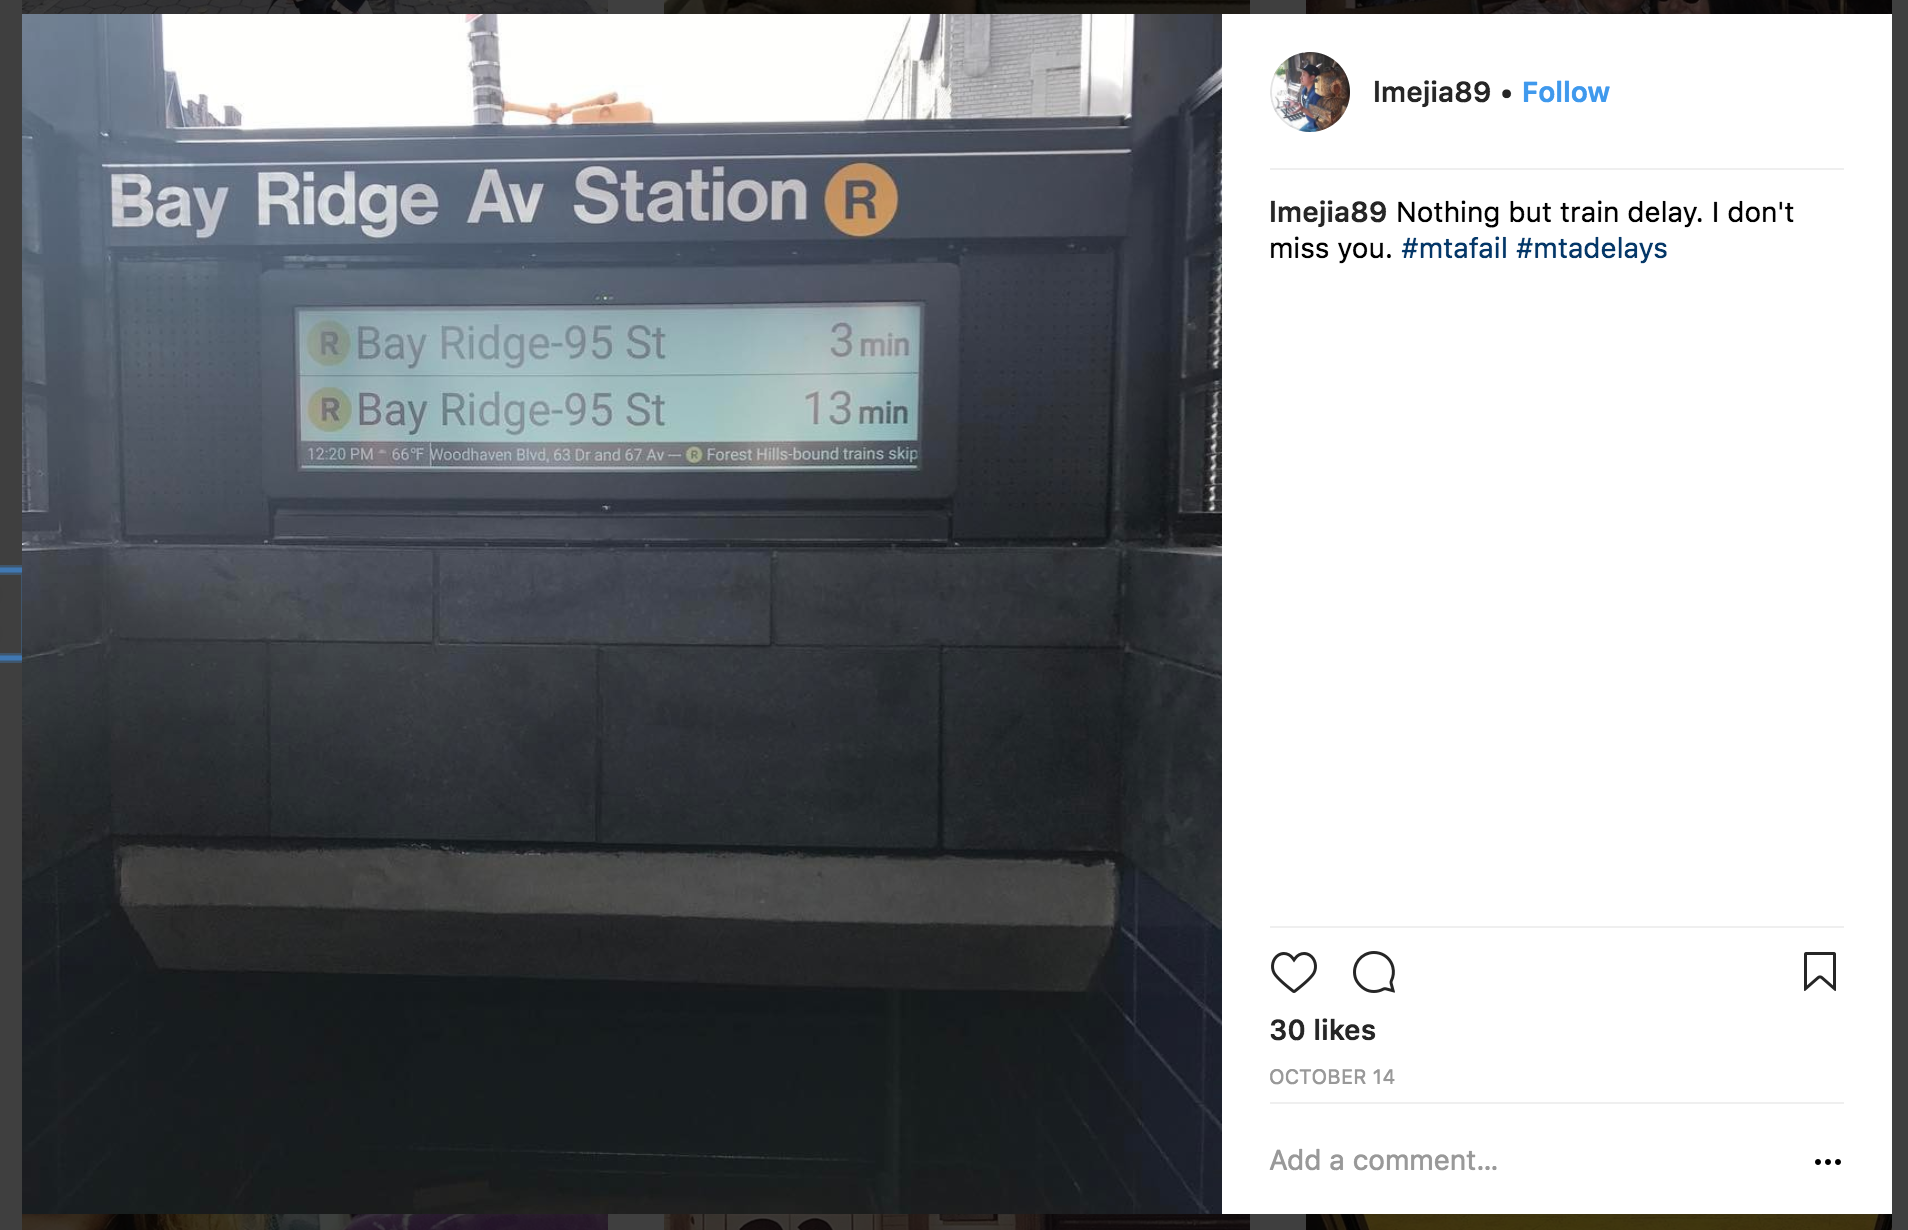 Bay Ridge Av Station R
R Bay Ridge-95 St 3 min
R Bay Ridge-95 St 13 min
12:20 PM 66°F Woodhaven Blvd, 63 Dr and 67 Av — R Forest Hills-bound trains skip
lmejia89 • Follow
lmejia89 Nothing but train delay. I don't
miss you. #mtafail #mtadelays
30 likes
OCTOBER 14
Add a comment...